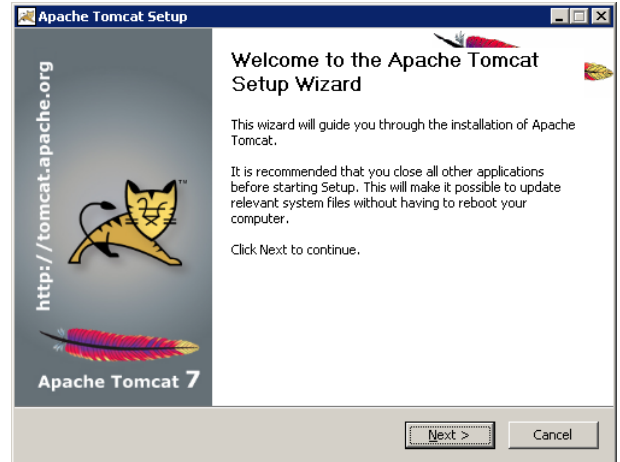 Apache Tomcat Setup
http://tomcat.apache.org
TM
Apache Tomcat 7
Welcome to the Apache Tomcat
Setup Wizard
This wizard will guide you through the installation of Apache
Tomcat.
It is recommended that you close all other applications
before starting Setup. This will make it possible to update
relevant system files without having to reboot your
computer.
Click Next to continue.
Next >
Cancel